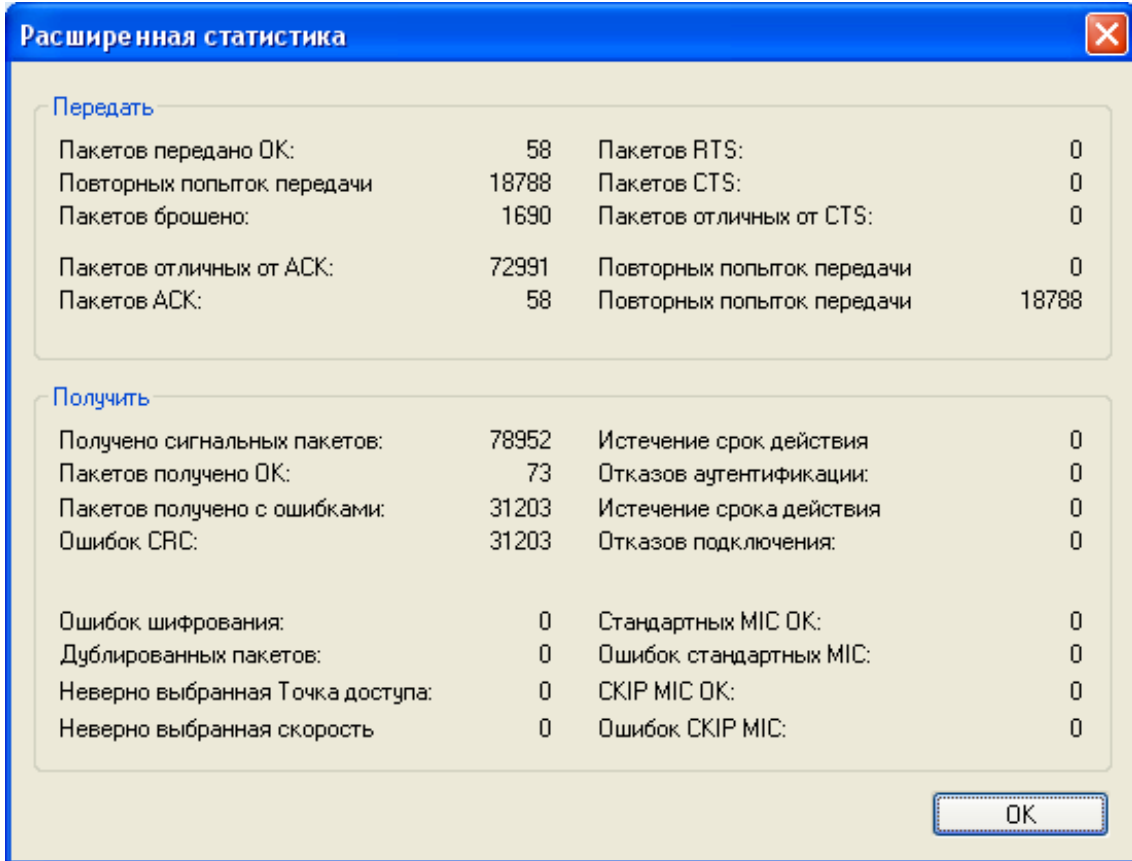 Расширенная статистика
Передать
Пакетов передано OK: 58 Пакетов RTS: 0
Повторных попыток передачи 18788 Пакетов CTS: 0
Пакетов брошено: 1690 Пакетов отличных от CTS: 0
Пакетов отличных от ACK: 72991 Повторных попыток передачи 0
Пакетов ACK: 58 Повторных попыток передачи 18788
Получить
Получено сигнальных пакетов: 78952 Истечение срок действия 0
Пакетов получено OK: 73 Отказов аутентификации: 0
Пакетов получено с ошибками: 31203 Истечение срока действия 0
Ошибок CRC: 31203 Отказов подключения: 0
Ошибок шифрования: 0 Стандартных MIC OK: 0
Дублированных пакетов: 0 Ошибок стандартных MIC: 0
Неверно выбранная Точка доступа: 0 CKIP MIC OK: 0
Неверно выбранная скорость 0 Ошибок CKIP MIC: 0
OK